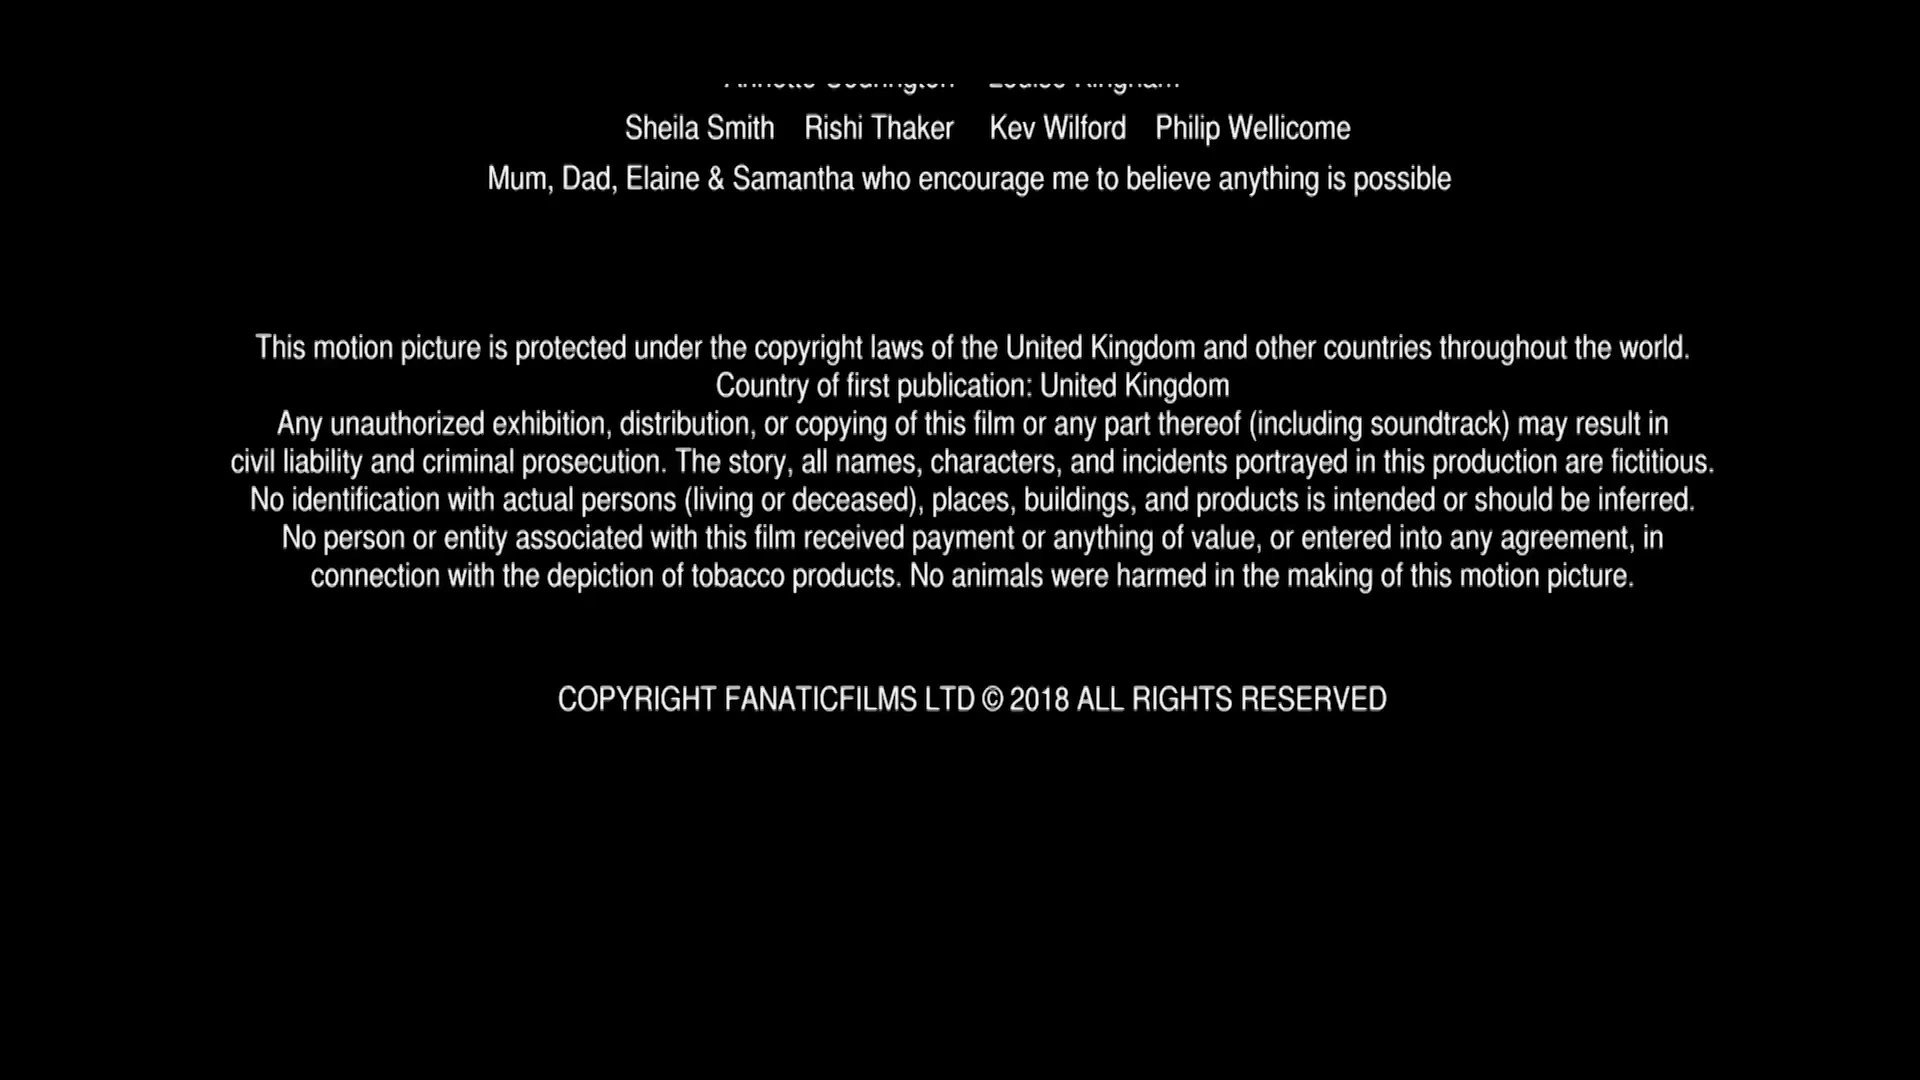 Sheila Smith Rishi Thaker Kev Wilford Philip Wellicome
Mum, Dad, Elaine & Samantha who encourage me to believe anything is possible
This motion picture is protected under the copyright laws of the United Kingdom and other countries throughout the world.
Country of first publication: United Kingdom
Any unauthorized exhibition, distribution, or copying of this film or any part thereof (including soundtrack) may result in
civil liability and criminal prosecution. The story, all names, characters, and incidents portrayed in this production are fictitious.
No identification with actual persons (living or deceased), places, buildings, and products is intended or should be inferred.
No person or entity associated with this film received payment or anything of value, or entered into any agreement, in
connection with the depiction of tobacco products. No animals were harmed in the making of this motion picture.
COPYRIGHT FANATICFILMS LTD © 2018 ALL RIGHTS RESERVED